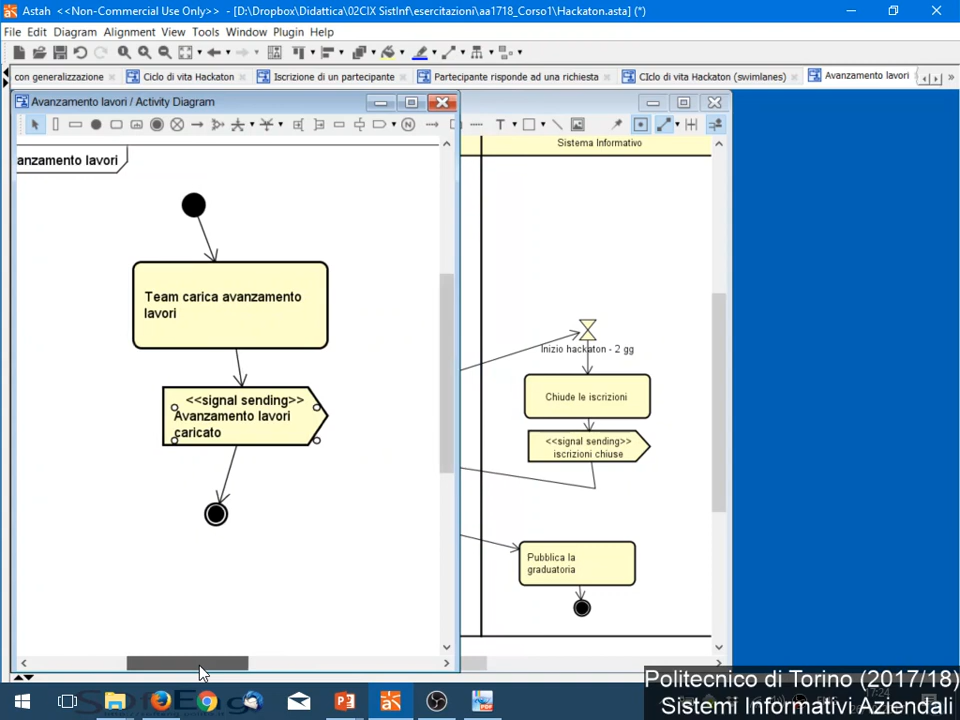 Astah <<Non-Commercial Use Only>> - [D:\Dropbox\Didattica\02CIX SistInf\esercitazioni\aa1718_Corso1\Hackaton.asta] (*)
File Edit Diagram Alignment View Tools Window Plugin Help
con generalizzazione
Ciclo di vita Hackaton
Iscrizione di un partecipante
Partecipante risponde ad una richiesta
CIclo di vita Hackaton (swimlanes)
Avanzamento lavori
Avanzamento lavori / Activity Diagram
T
N
Sistema Informativo
anzamento lavori
Team carica avanzamento
lavori
<<signal sending>>
Avanzamento lavori
caricato
Inizio hackaton - 2 gg
Chiude le iscrizioni
<<signal sending>>
iscrizioni chiuse
Pubblica la
graduatoria
Politecnico di Torino (2017/18)
Sistemi Informativi Aziendali
17:24